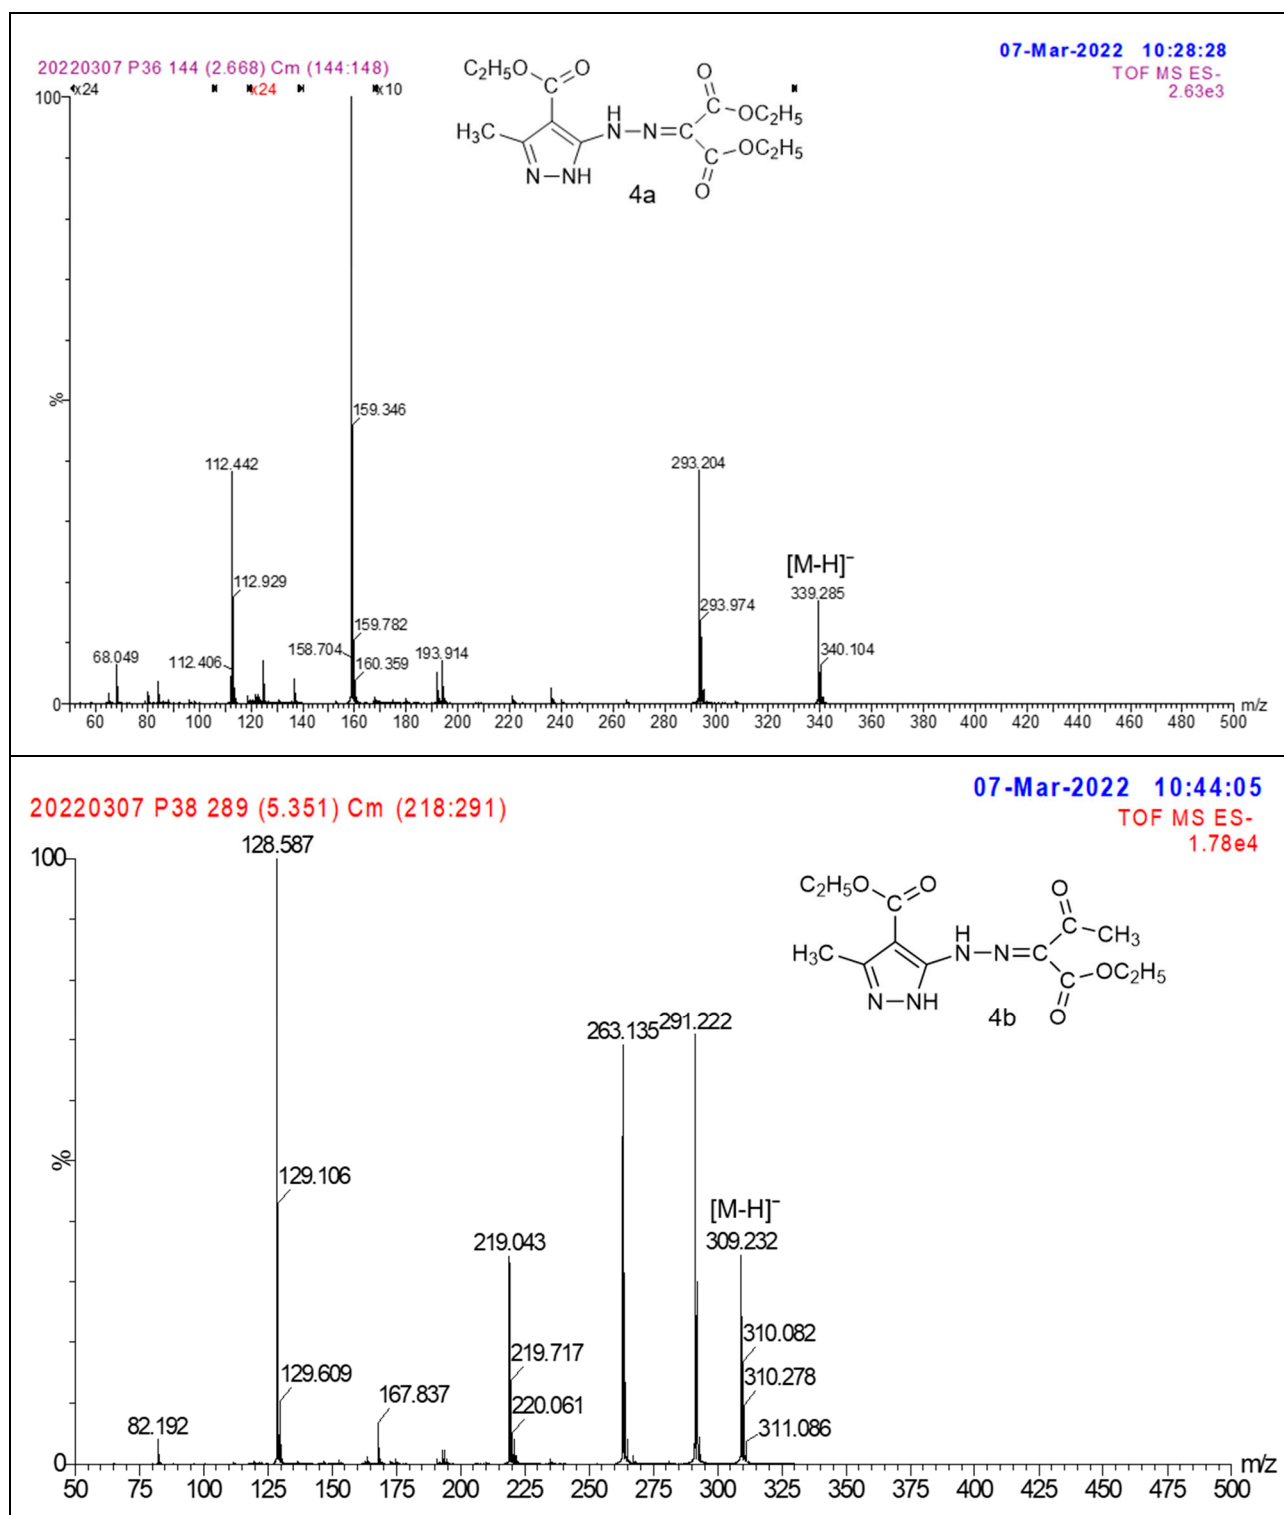 07-Mar-2022 10:28:28
20220307 P36 144 (2.668) Cm (144:148)
TOF MS ES-
2.63e3
x24
x24
x10
100
%
0
C₂H₅O
O
C
H₃C
H
N
N
N
NH
O
C
OC₂H₅
C
OC₂H₅
O
4a
159.346
112.442
293.204
[M-H]⁻
339.285
112.929
293.974
159.782
158.704
193.914
340.104
68.049
112.406
160.359
60 80 100 120 140 160 180 200 220 240 260 280 300 320 340 360 380 400 420 440 460 480 500
m/z
07-Mar-2022 10:44:05
20220307 P38 289 (5.351) Cm (218:291)
TOF MS ES-
1.78e4
128.587
100
%
0
C₂H₅O
O
C
H₃C
H
N
N
N
NH
O
C
CH₃
C
OC₂H₅
O
4b
263.135
291.222
129.106
[M-H]⁻
219.043
309.232
310.082
219.717
310.278
129.609
167.837
220.061
82.192
311.086
50 75 100 125 150 175 200 225 250 275 300 325 350 375 400 425 450 475 500
m/z